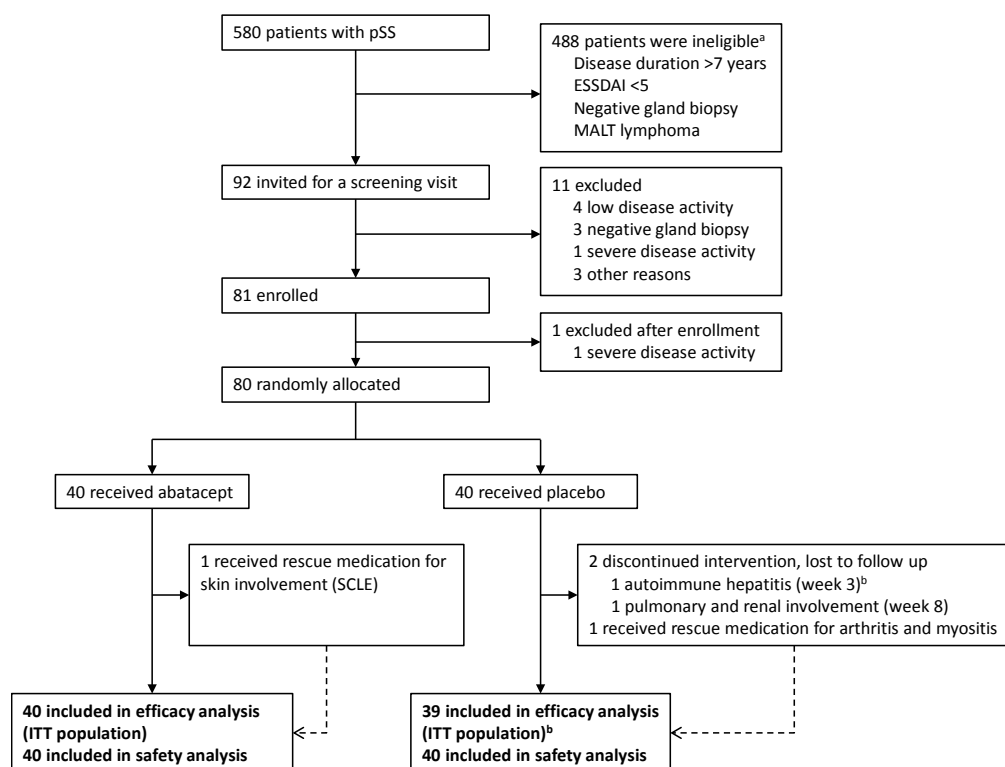 580 patients with pSS
488 patients were ineligibleᵃ
Disease duration >7 years
ESSDAI <5
Negative gland biopsy
MALT lymphoma
92 invited for a screening visit
11 excluded
4 low disease activity
3 negative gland biopsy
1 severe disease activity
3 other reasons
81 enrolled
1 excluded after enrollment
1 severe disease activity
80 randomly allocated
40 received abatacept
40 received placebo
1 received rescue medication for
skin involvement (SCLE)
2 discontinued intervention, lost to follow up
1 autoimmune hepatitis (week 3)ᵇ
1 pulmonary and renal involvement (week 8)
1 received rescue medication for arthritis and myositis
40 included in efficacy analysis
(ITT population)
40 included in safety analysis
39 included in efficacy analysis
(ITT population)ᵇ
40 included in safety analysis